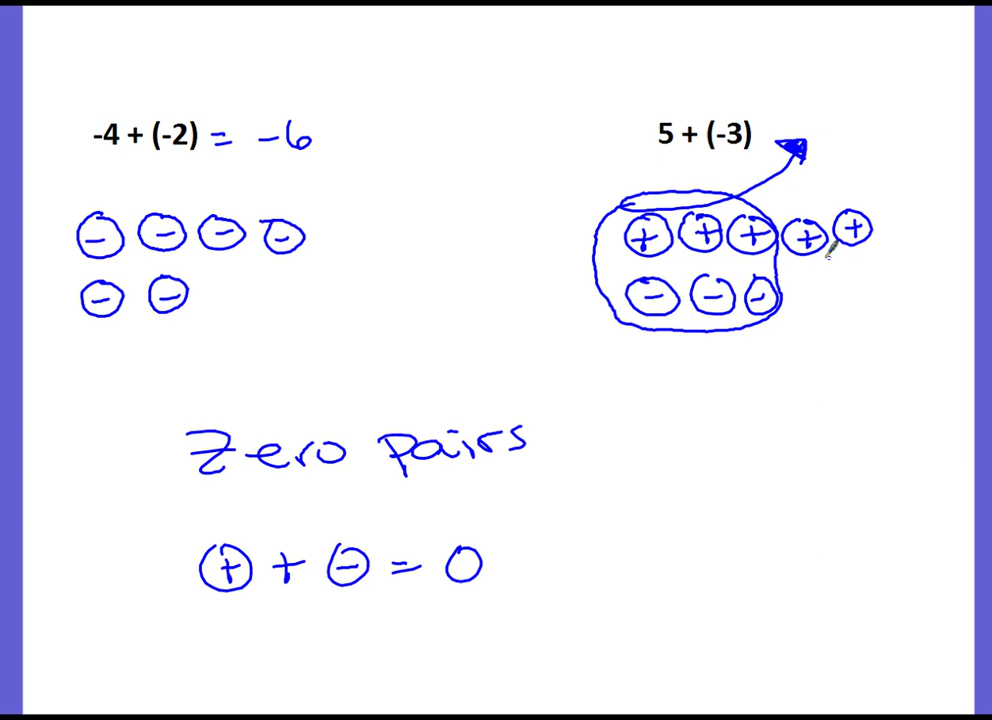 -4 + (-2) = -6
5 + (-3)
⊖ ⊖ ⊖ ⊖
⊕ ⊕ ⊕ ⊕ ⊕
⊖ ⊖
⊖ ⊖ ⊖
Zero pairs
⊕ + ⊖ = 0